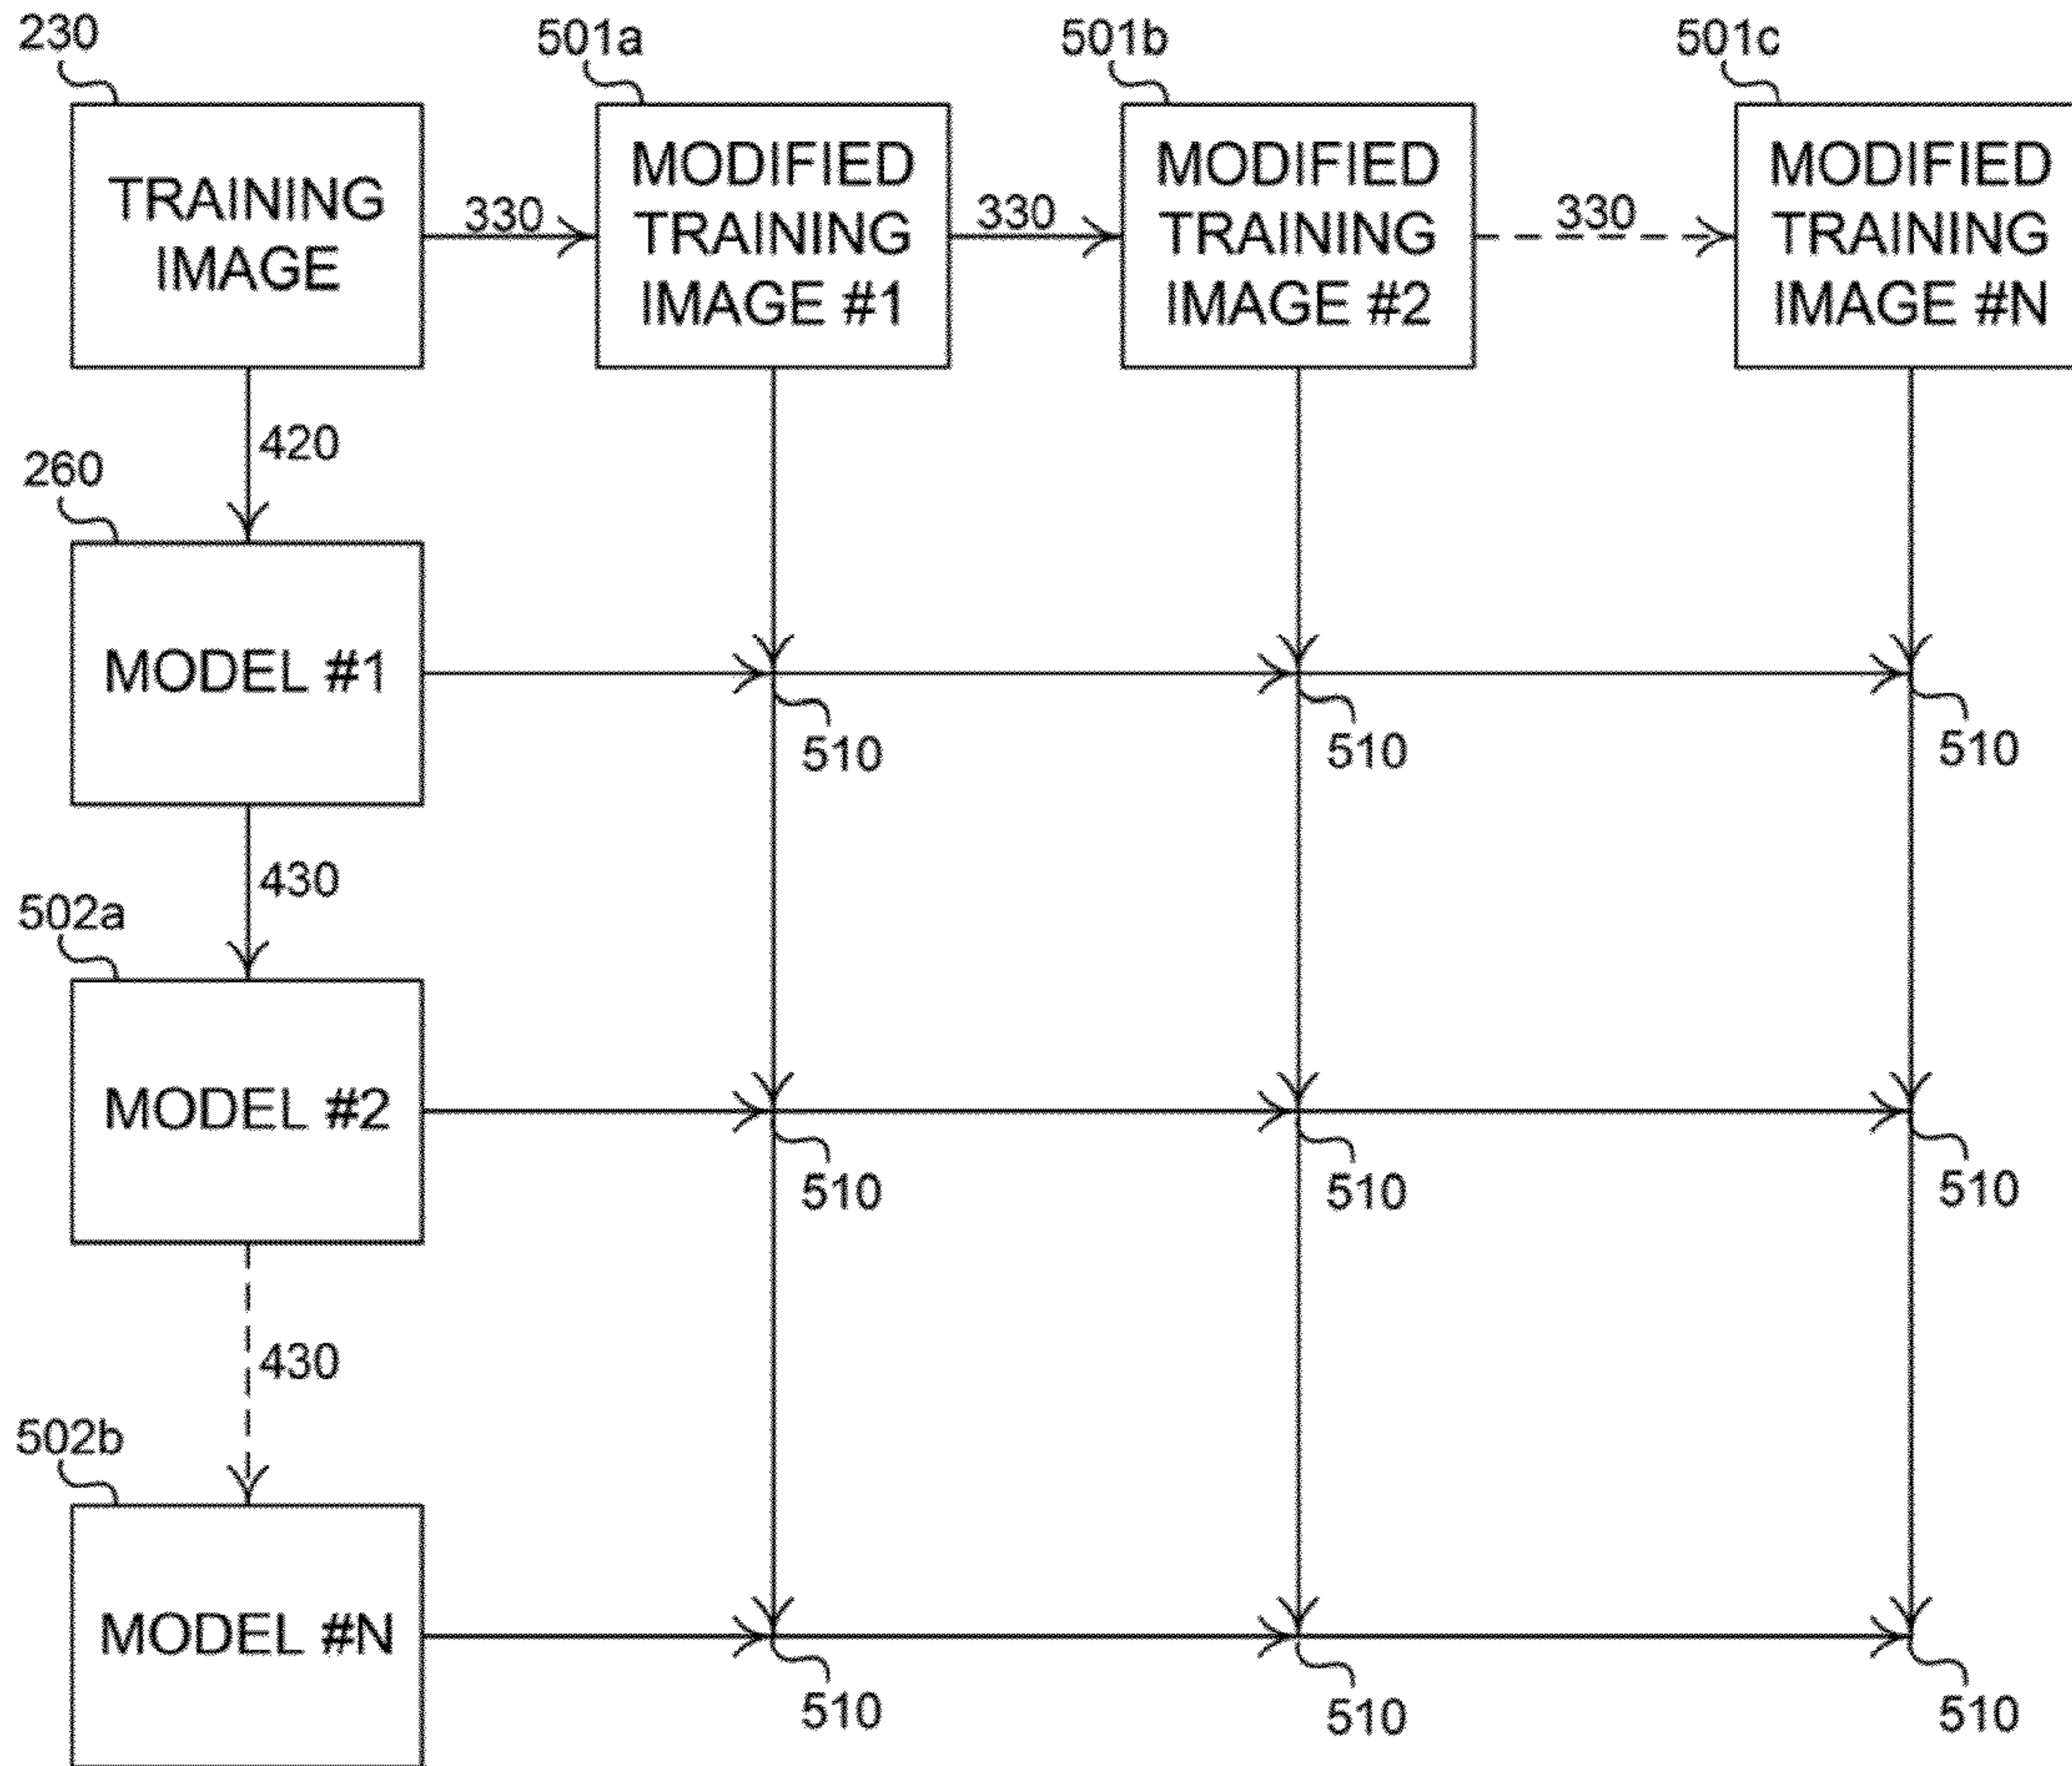 230
501a
501b
501c
TRAINING
IMAGE
330
MODIFIED
TRAINING
IMAGE #1
330
MODIFIED
TRAINING
IMAGE #2
330
MODIFIED
TRAINING
IMAGE #N
420
260
MODEL #1
510
510
510
430
502a
MODEL #2
510
510
510
430
502b
MODEL #N
510
510
510